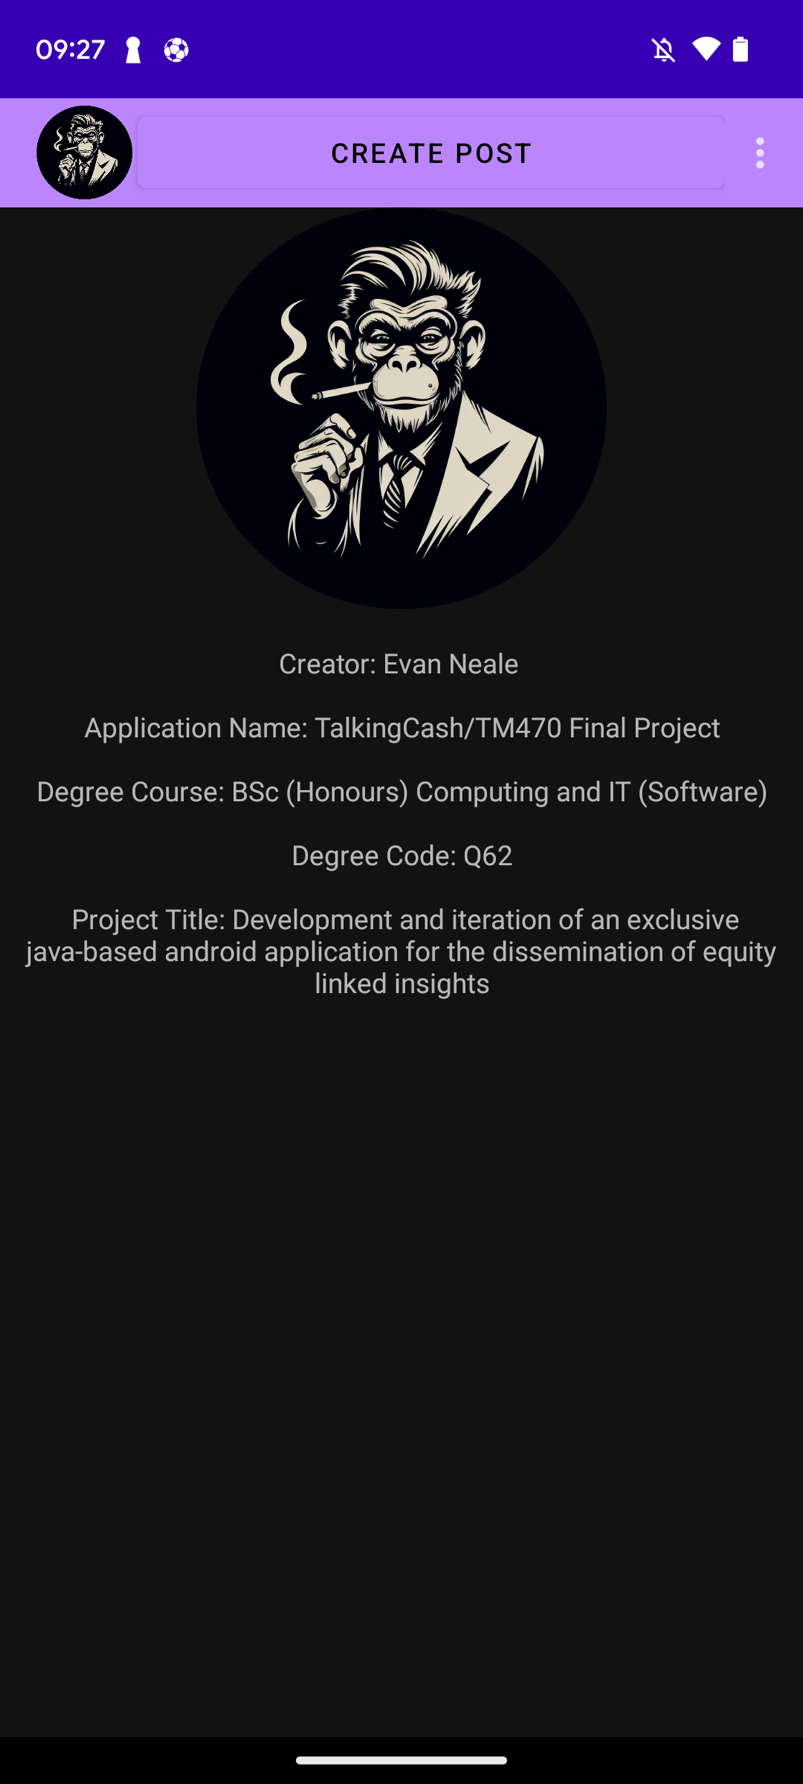 09:27
CREATE POST
Creator: Evan Neale
Application Name: TalkingCash/TM470 Final Project
Degree Course: BSc (Honours) Computing and IT (Software)
Degree Code: Q62
Project Title: Development and iteration of an exclusive
java-based android application for the dissemination of equity
linked insights